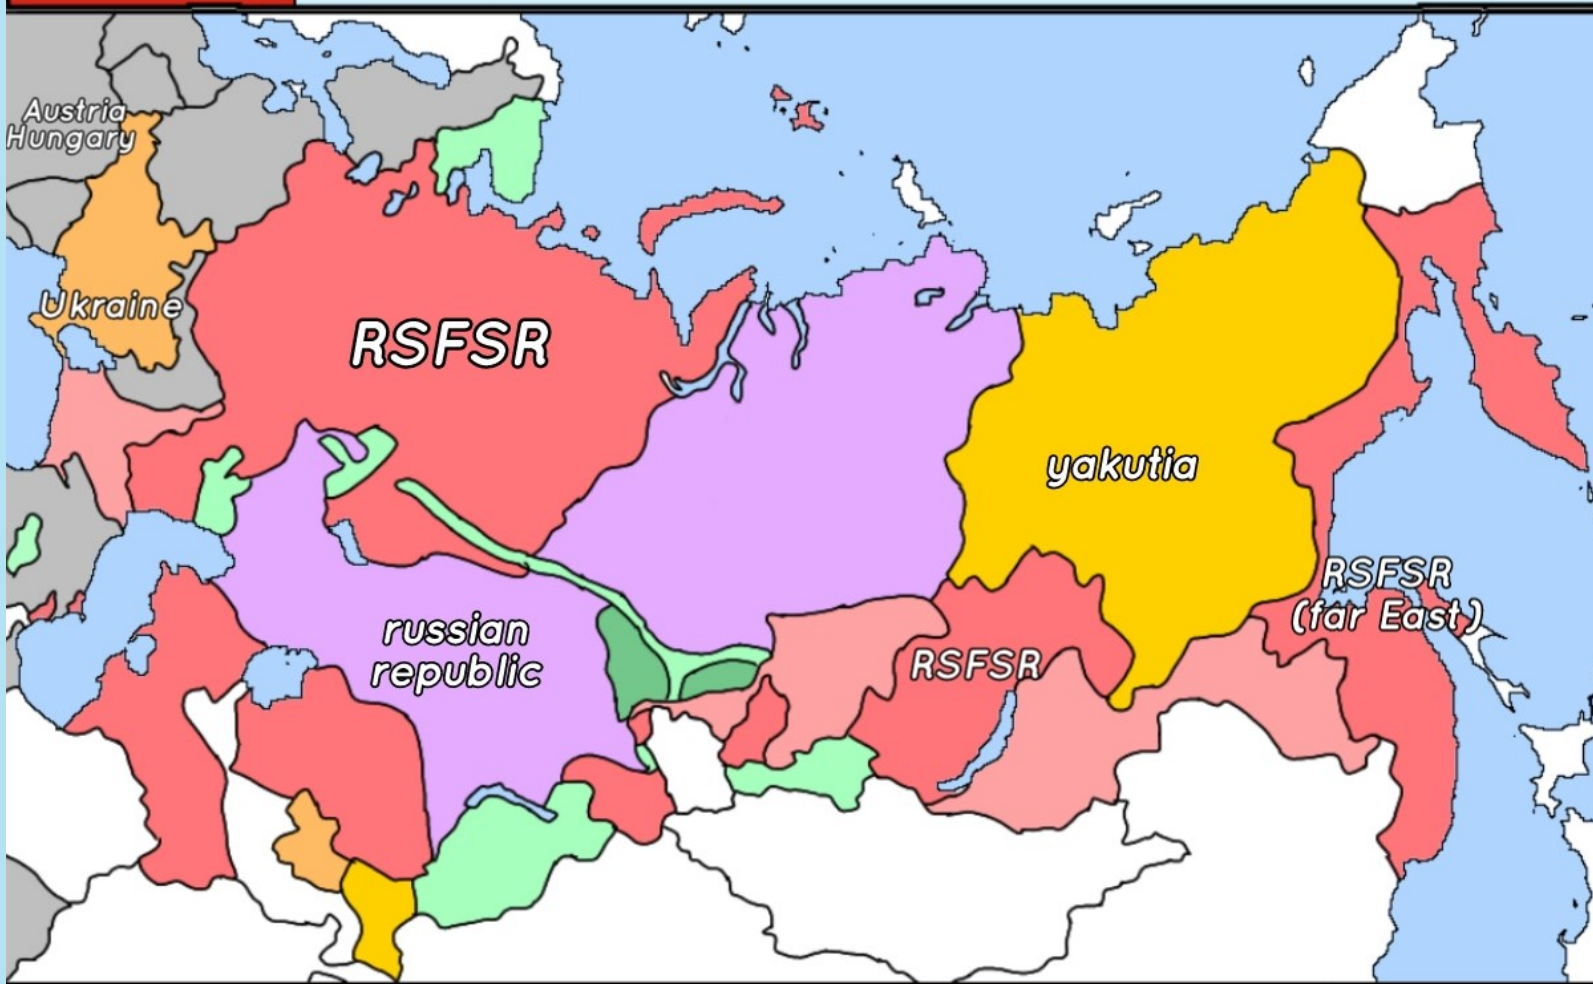 Austria
Hungary
Ukraine
RSFSR
yakutia
RSFSR
(far East)
russian
republic
RSFSR